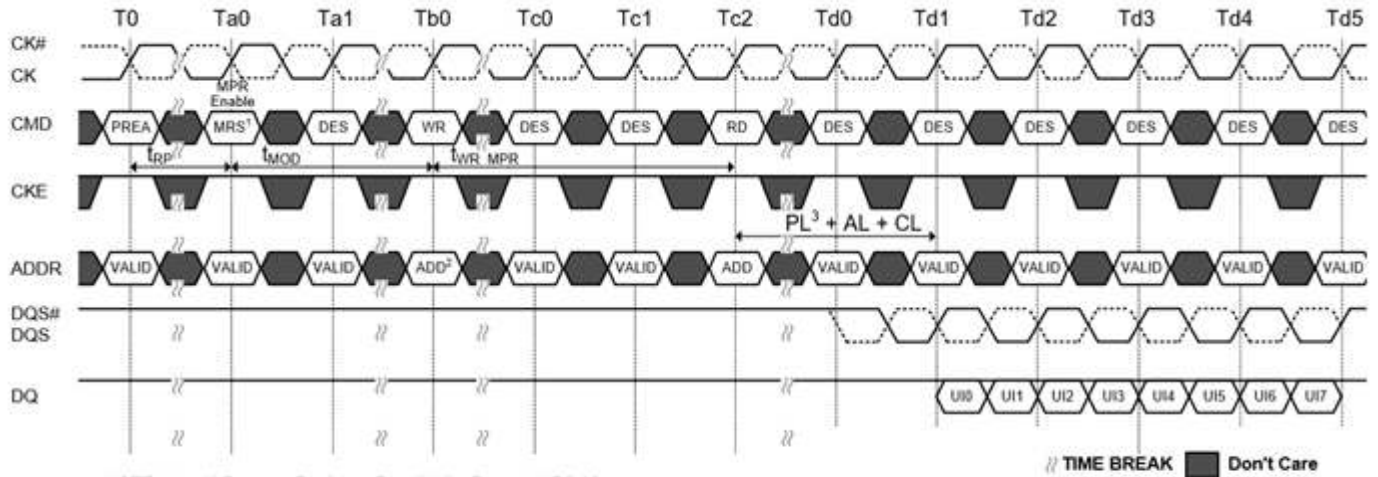 T0 Ta0 Ta1 Tb0 Tc0 Tc1 Tc2 Td0 Td1 Td2 Td3 Td4 Td5
CK#
CK
MPR
Enable
CMD PREA MRS¹ DES WR DES DES RD DES DES DES DES DES DES
tRP tMOD tWR_MPR
CKE
PL³ + AL + CL
ADDR VALID VALID VALID ADD² VALID VALID ADD VALID VALID VALID VALID VALID VALID
DQS#
DQS
DQ UI0 UI1 UI2 UI3 UI4 UI5 UI6 UI7
TIME BREAK Don't Care